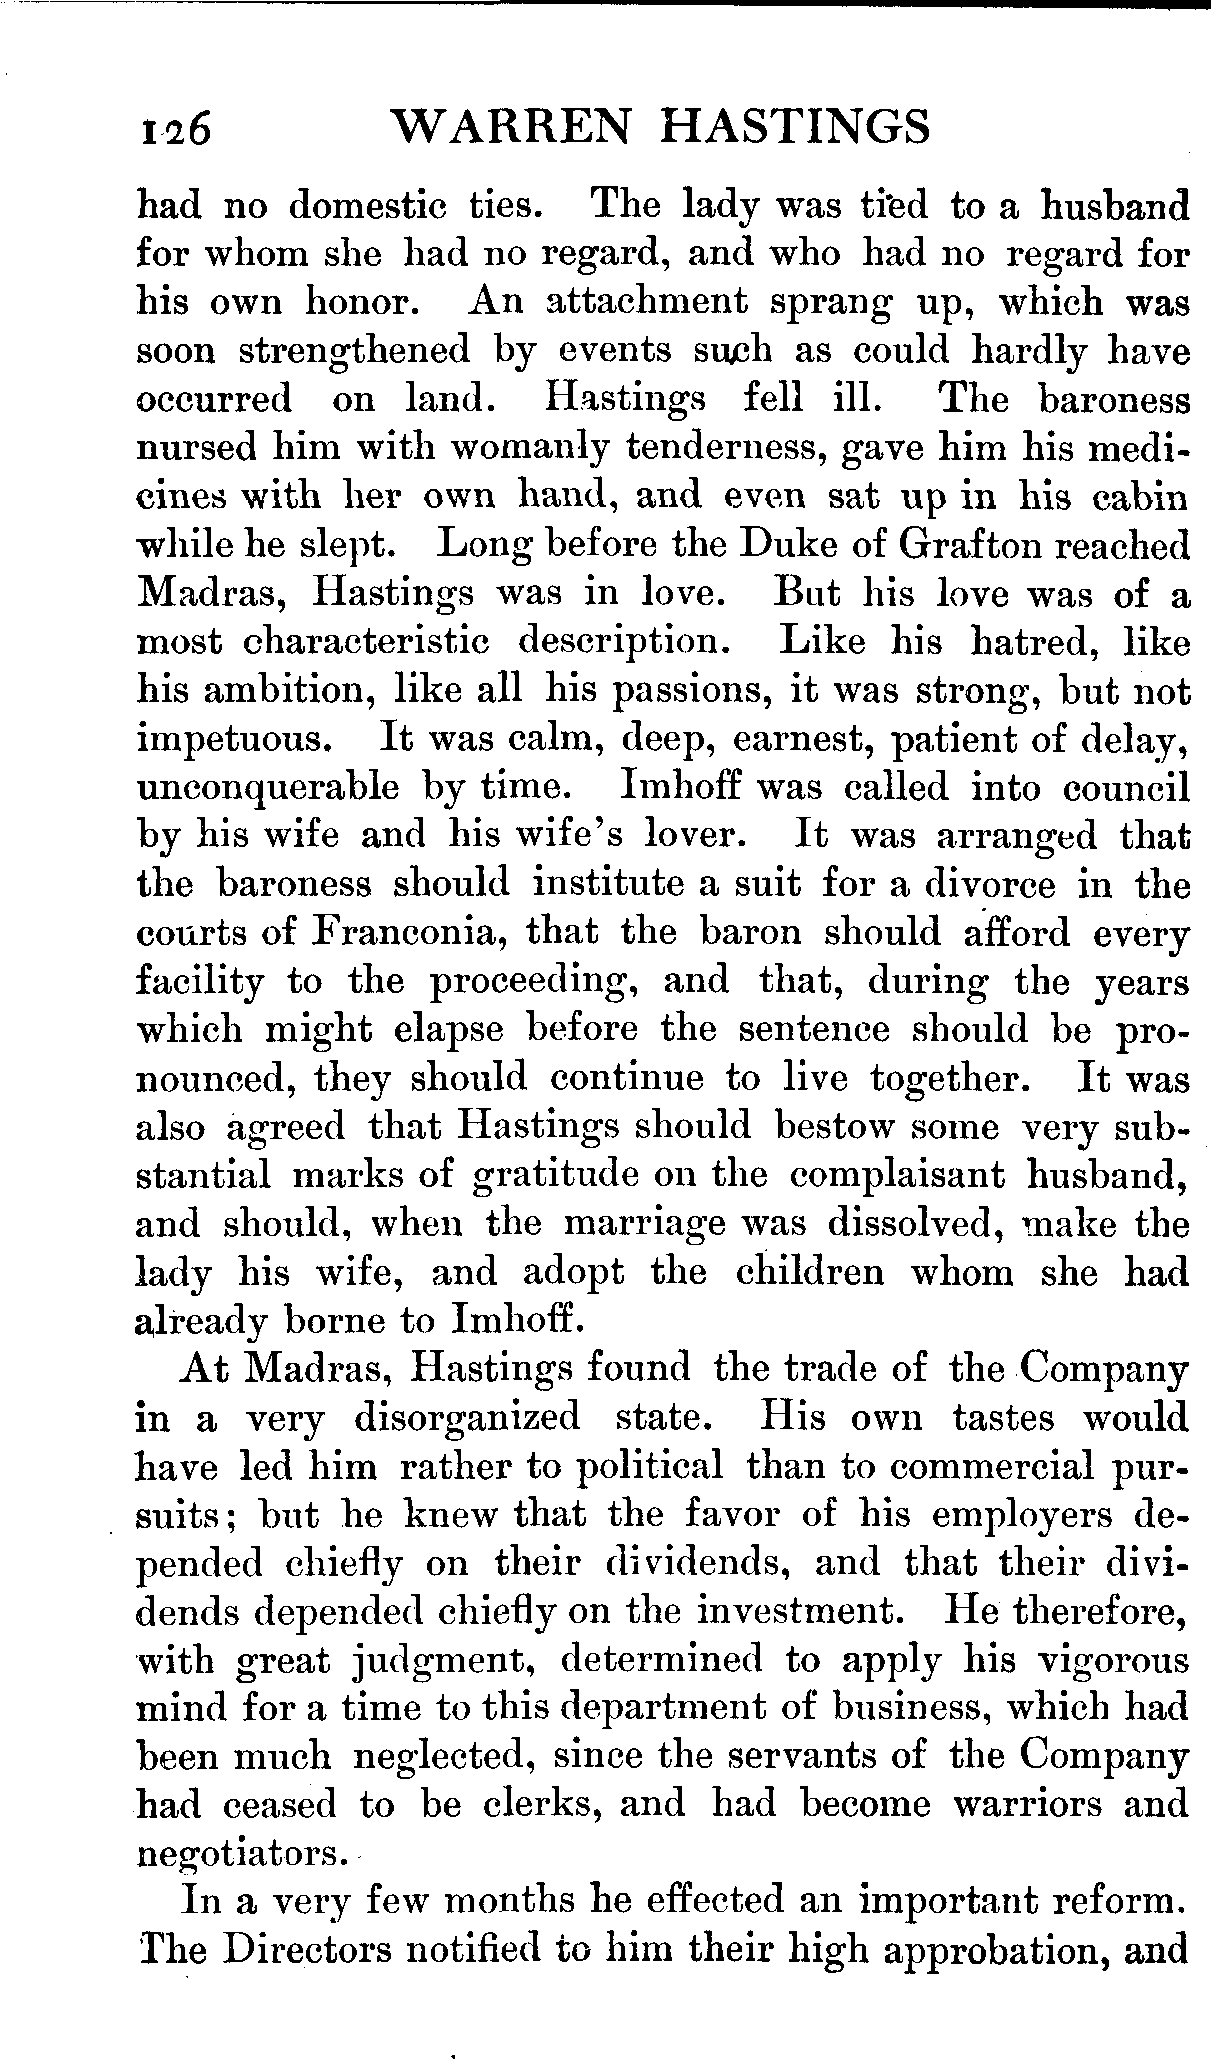 126 WARREN HASTINGS
had no domestic ties. The lady was tied to a husband
for whom she had no regard, and who had no regard for
his own honor. An attachment sprang up, which was
soon strengthened by events such as could hardly have
occurred on land. Hastings fell ill. The baroness
nursed him with womanly tenderness, gave him his medi-
cines with her own hand, and even sat up in his cabin
while he slept. Long before the Duke of Grafton reached
Madras, Hastings was in love. But his love was of a
most characteristic description. Like his hatred, like
his ambition, like all his passions, it was strong, but not
impetuous. It was calm, deep, earnest, patient of delay,
unconquerable by time. Imhoff was called into council
by his wife and his wife's lover. It was arranged that
the baroness should institute a suit for a divorce in the
courts of Franconia, that the baron should afford every
facility to the proceeding, and that, during the years
which might elapse before the sentence should be pro-
nounced, they should continue to live together. It was
also agreed that Hastings should bestow some very sub-
stantial marks of gratitude on the complaisant husband,
and should, when the marriage was dissolved, make the
lady his wife, and adopt the children whom she had
already borne to Imhoff.
At Madras, Hastings found the trade of the Company
in a very disorganized state. His own tastes would
have led him rather to political than to commercial pur-
suits; but he knew that the favor of his employers de-
pended chiefly on their dividends, and that their divi-
dends depended chiefly on the investment. He therefore,
with great judgment, determined to apply his vigorous
mind for a time to this department of business, which had
been much neglected, since the servants of the Company
had ceased to be clerks, and had become warriors and
negotiators.
In a very few months he effected an important reform.
The Directors notified to him their high approbation, and